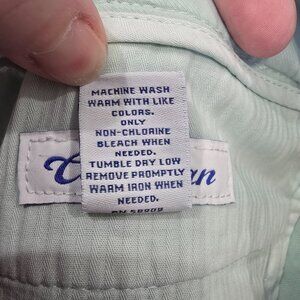 MACHINE WASH
WARM WITH LIKE
COLORS.
ONLY
NON-CHLORINE
BLEACH WHEN
NEEDED.
TUMBLE DRY LOW
REMOVE PROMPTLY
WARM IRON WHEN
NEEDED.